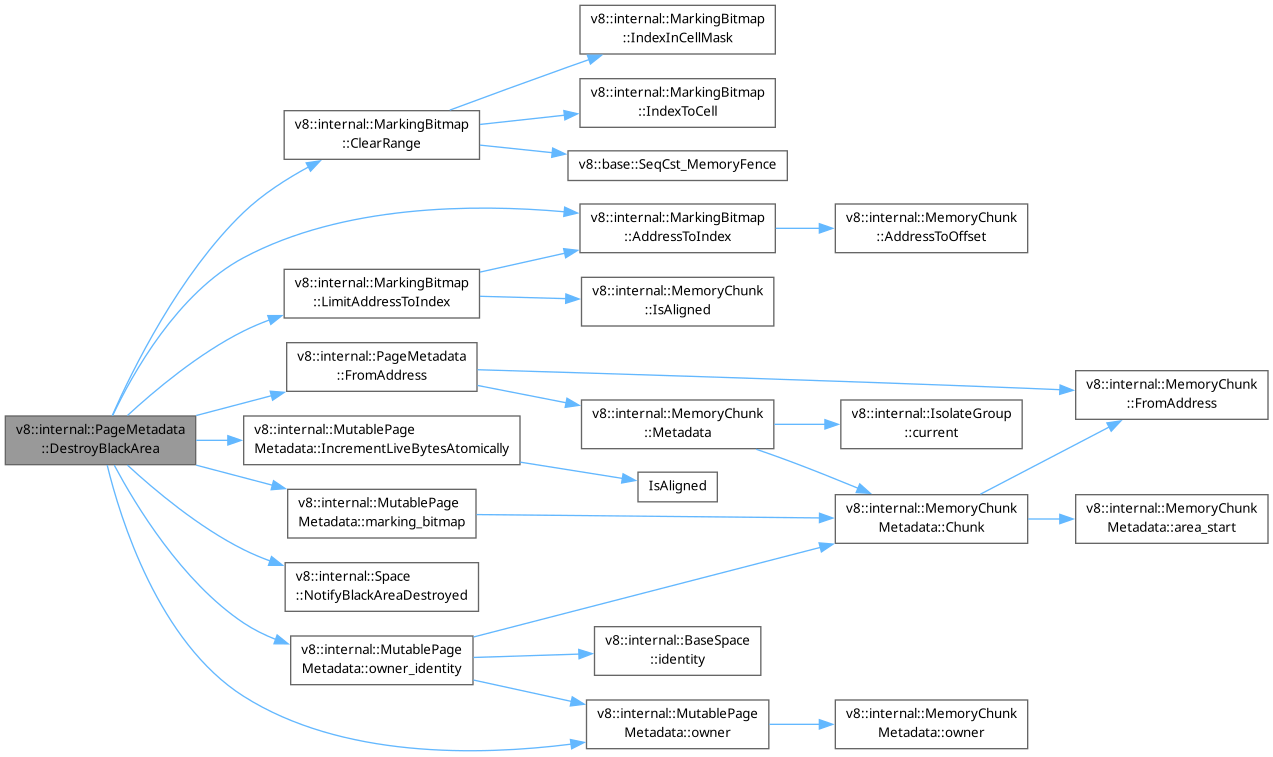 v8::internal::MarkingBitmap
::IndexInCellMask
v8::internal::MarkingBitmap
::IndexToCell
v8::internal::MarkingBitmap
::ClearRange
v8::base::SeqCst_MemoryFence
v8::internal::MarkingBitmap
::AddressToIndex
v8::internal::MemoryChunk
::AddressToOffset
v8::internal::MarkingBitmap
::LimitAddressToIndex
v8::internal::MemoryChunk
::IsAligned
v8::internal::PageMetadata
::FromAddress
v8::internal::MemoryChunk
::FromAddress
v8::internal::MemoryChunk
::Metadata
v8::internal::IsolateGroup
::current
v8::internal::PageMetadata
::DestroyBlackArea
v8::internal::MutablePage
Metadata::IncrementLiveBytesAtomically
IsAligned
v8::internal::MutablePage
Metadata::marking_bitmap
v8::internal::MemoryChunk
Metadata::Chunk
v8::internal::MemoryChunk
Metadata::area_start
v8::internal::Space
::NotifyBlackAreaDestroyed
v8::internal::MutablePage
Metadata::owner_identity
v8::internal::BaseSpace
::identity
v8::internal::MutablePage
Metadata::owner
v8::internal::MemoryChunk
Metadata::owner